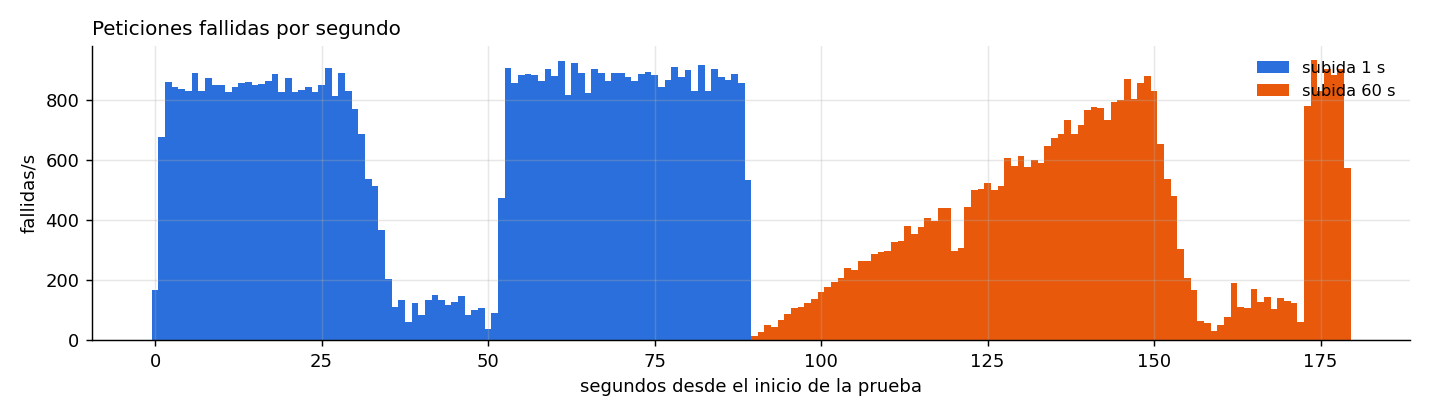 Peticiones fallidas por segundo
subida 1 s
subida 60 s
fallidas/s
800
600
400
200
0
0 25 50 75 100 125 150 175
segundos desde el inicio de la prueba